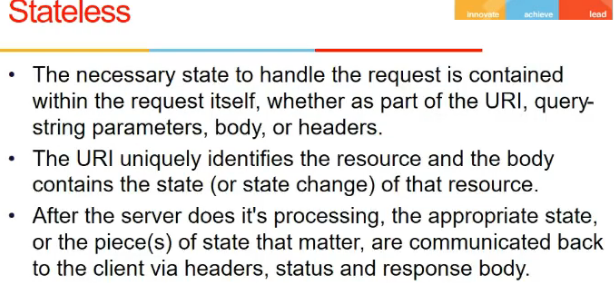 Stateless
innovate achieve lead
• The necessary state to handle the request is contained
within the request itself, whether as part of the URI, query-
string parameters, body, or headers.
• The URI uniquely identifies the resource and the body
contains the state (or state change) of that resource.
• After the server does it's processing, the appropriate state,
or the piece(s) of state that matter, are communicated back
to the client via headers, status and response body.